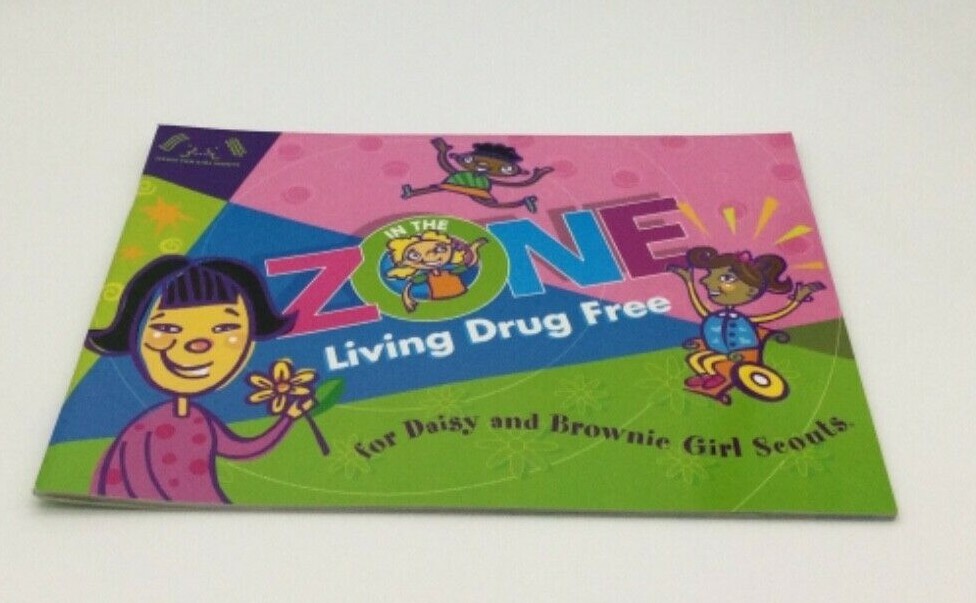 IN THE
ZONE
Living Drug Free
for Daisy and Brownie Girl Scouts.